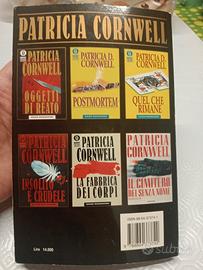 PATRICIA CORNWELL
PATRICIA
CORNWELL
OGGETTI
DI REATO
PATRICIA D.
CORNWELL
POSTMORTEM
PATRICIA D.
CORNWELL
QUEL CHE
RIMANE
PATRICIA
CORNWELL
INSOLITO
E CRUDELE
PATRICIA
CORNWELL
LA FABBRICA
DEI CORPI
PATRICIA
CORNWELL
IL CIMITERO
DEI SENZA NOME
Lire 14.000
subito